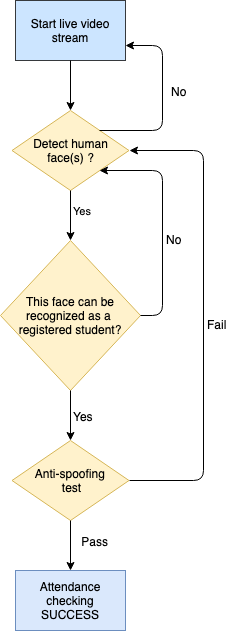 Start live video
stream
No
Detect human
face(s) ?
Yes
No
This face can be
recognized as a
registered student?
Fail
Yes
Anti-spoofing
test
Pass
Attendance
checking
SUCCESS